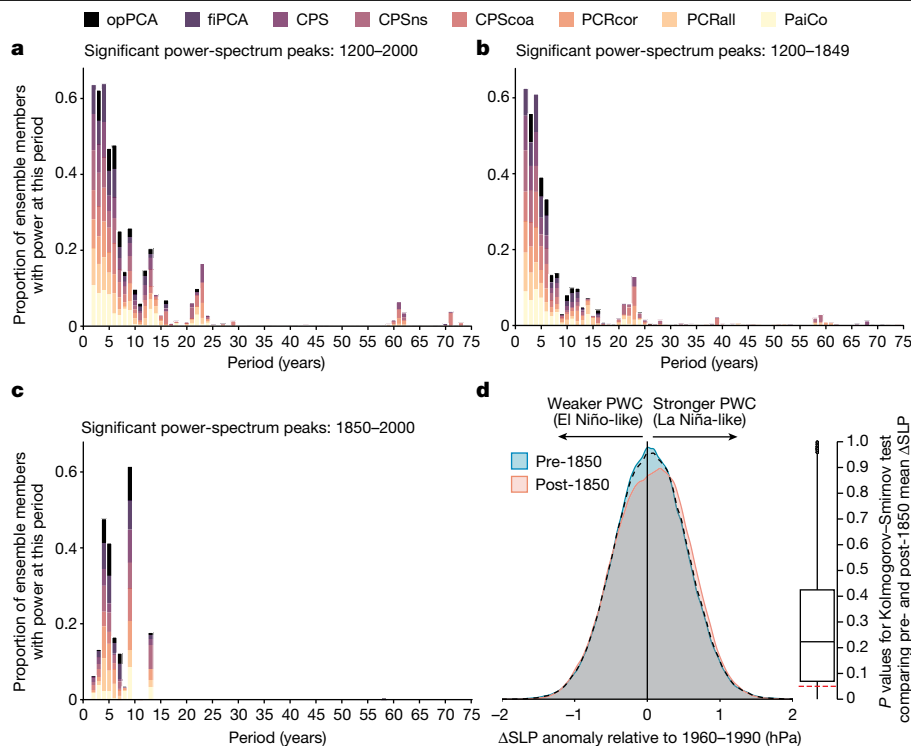 opPCA fiPCA CPS CPSns CPScoa PCRcor PCRall PaiCo
a
Significant power-spectrum peaks: 1200–2000
Proportion of ensemble members
with power at this period
0.6
0.4
0.2
0
0 5 10 15 20 25 30 35 40 45 50 55 60 65 70 75
Period (years)
b
Significant power-spectrum peaks: 1200–1849
0.6
0.4
0.2
0
0 5 10 15 20 25 30 35 40 45 50 55 60 65 70 75
Period (years)
c
Significant power-spectrum peaks: 1850–2000
Proportion of ensemble members
with power at this period
0.6
0.4
0.2
0
0 5 10 15 20 25 30 35 40 45 50 55 60 65 70 75
Period (years)
d
Weaker PWC
(El Niño-like)
Stronger PWC
(La Niña-like)
Pre-1850
Post-1850
−2 −1 0 1 2
ΔSLP anomaly relative to 1960–1990 (hPa)
1.0
0.9
0.8
0.7
0.6
0.5
0.4
0.3
0.2
0.1
0
P values for Kolmogorov–Smirnov test
comparing pre- and post-1850 mean ΔSLP